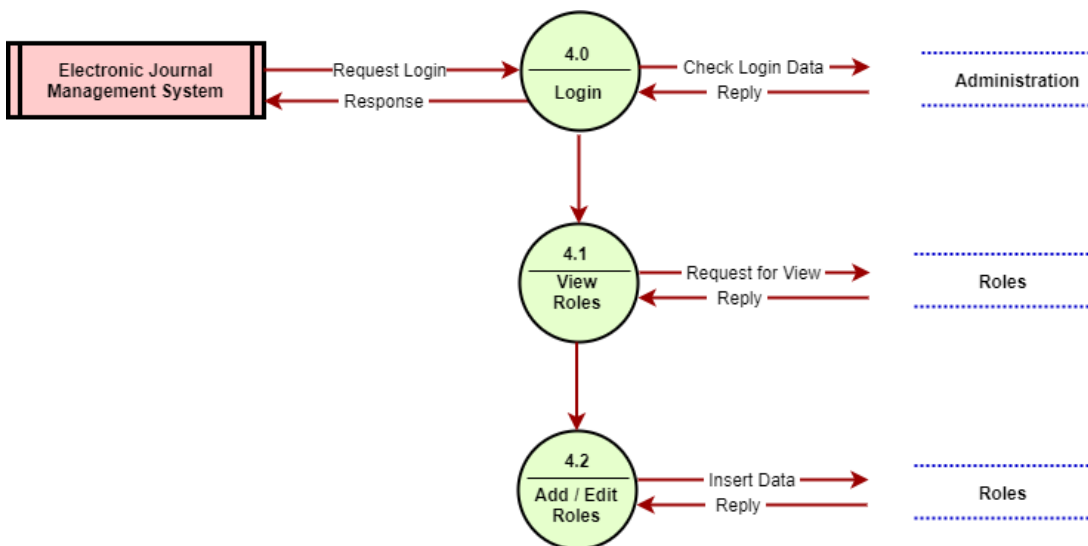 4.0
Electronic Journal
Management System
Request Login
Response
Login
Check Login Data
Reply
Administration
4.1
View
Roles
Request for View
Reply
Roles
4.2
Add / Edit
Roles
Insert Data
Reply
Roles